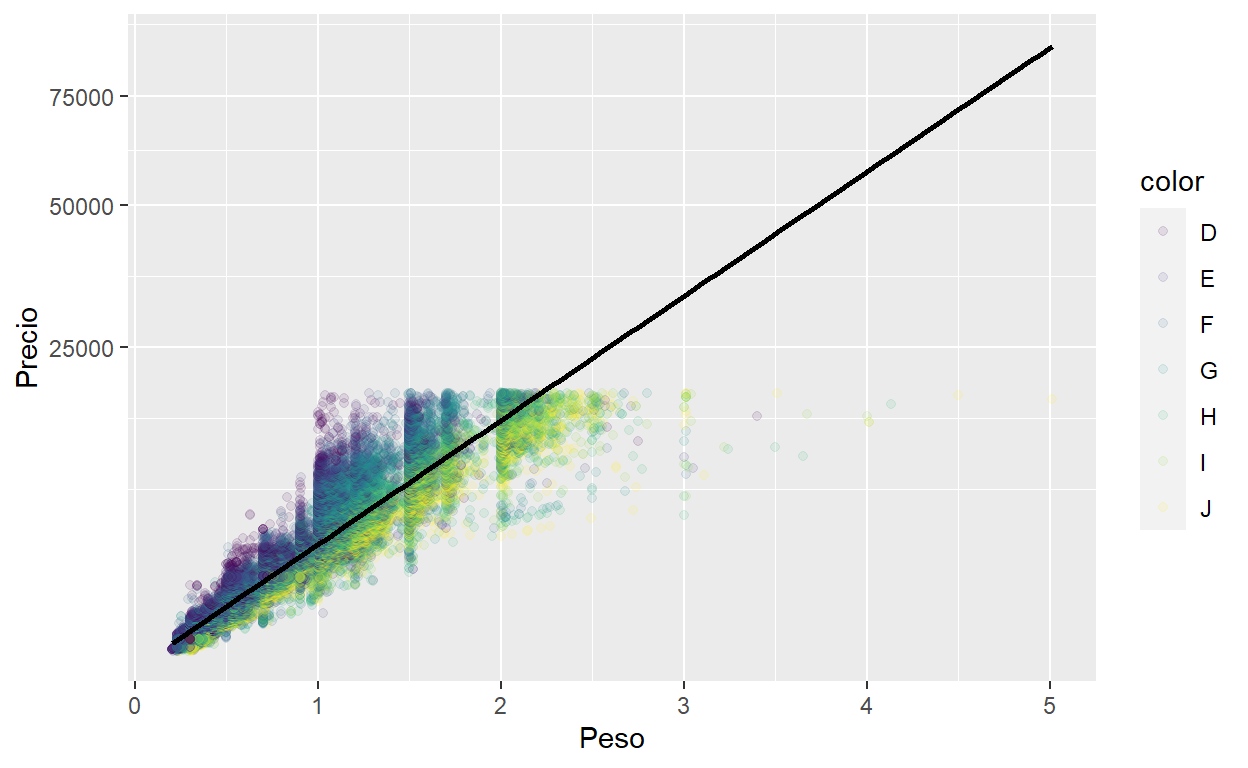 75000
50000
25000
Precio
0 1 2 3 4 5
Peso
color
D
E
F
G
H
I
J